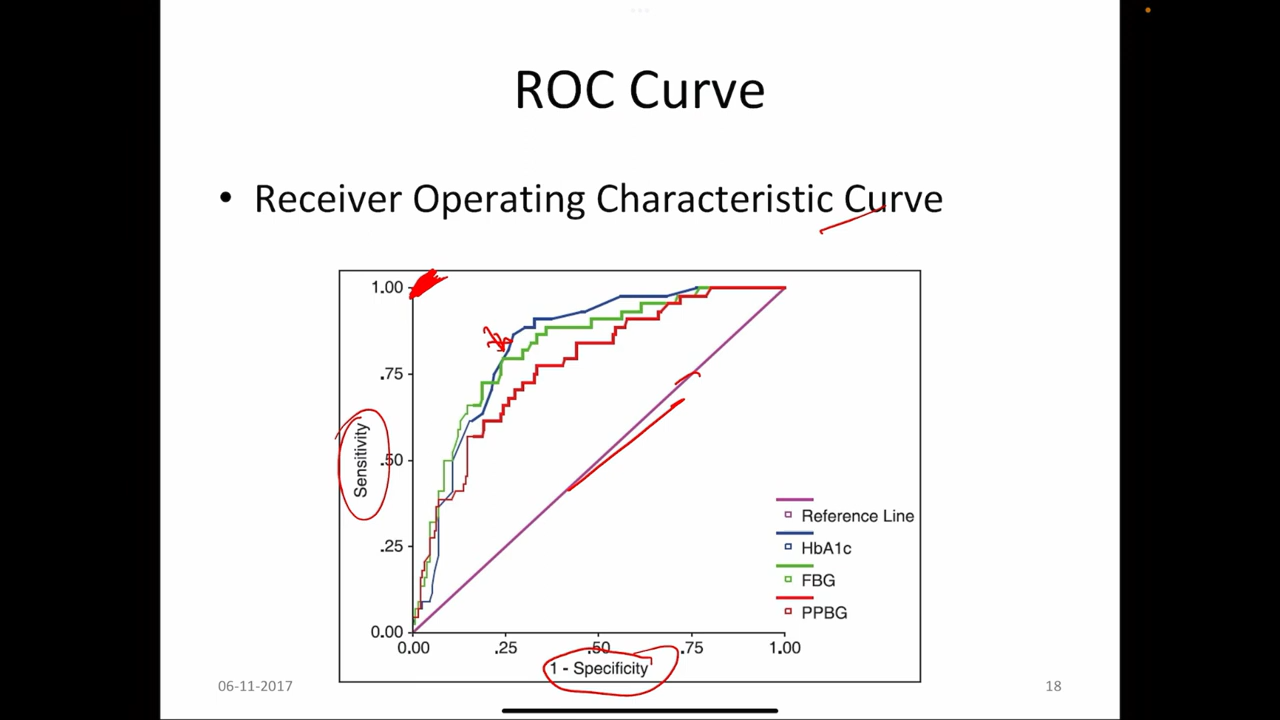 ROC Curve
• Receiver Operating Characteristic Curve
1.00
.75
.50
.25
0.00
Sensitivity
0.00 .25 .50 .75 1.00
1 - Specificity
Reference Line
HbA1c
FBG
PPBG
06-11-2017
18